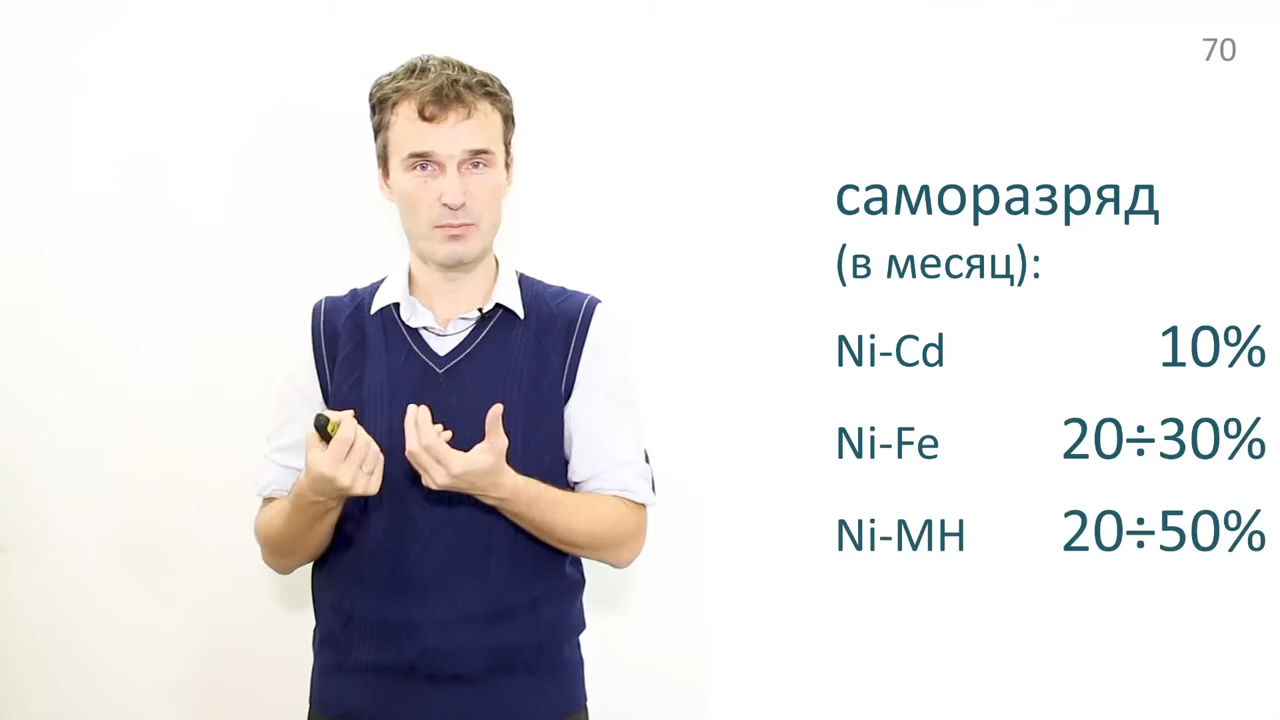 70
саморазряд
(в месяц):
Ni-Cd 10%
Ni-Fe 20÷30%
Ni-MH 20÷50%